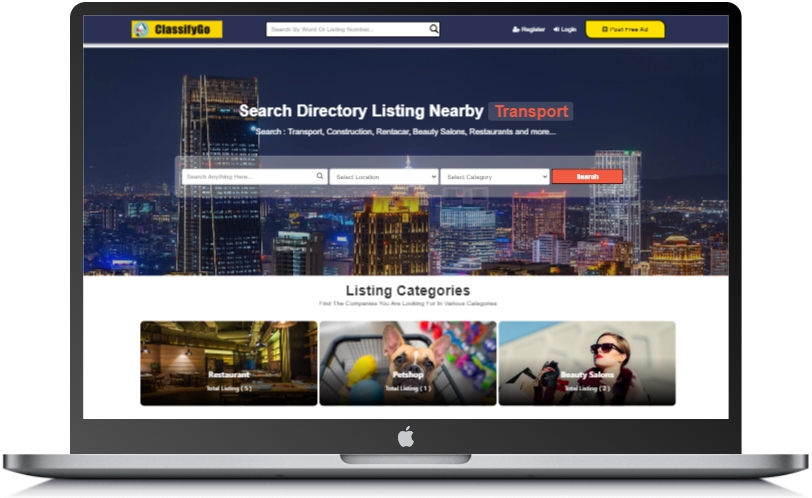 ClassifyGo
Search By Word Or Listing Number...
Register
Login
Post Free Ad
Search Directory Listing Nearby Transport
Search : Transport, Construction, Rentacar, Beauty Salons, Restaurants and more...
Search Anything Here...
Select Location
Select Category
Search
Listing Categories
Find The Companies You Are Looking For In Various Categories
Restaurant
Total Listing ( 5 )
Petshop
Total Listing ( 1 )
Beauty Salons
Total Listing ( 2 )